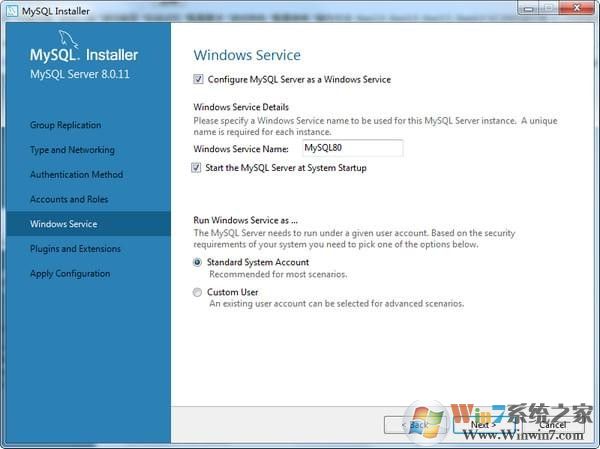 MySQL Installer
MySQL. Installer
MySQL Server 8.0.11
Group Replication
Type and Networking
Authentication Method
Accounts and Roles
Windows Service
Plugins and Extensions
Apply Configuration
Windows Service
Configure MySQL Server as a Windows Service
Windows Service Details
Please specify a Windows Service name to be used for this MySQL Server instance. A unique
name is required for each instance.
Windows Service Name: MySQL80
Start the MySQL Server at System Startup
Run Windows Service as ...
The MySQL Server needs to run under a given user account. Based on the security
requirements of your system you need to pick one of the options below.
Standard System Account
Recommended for most scenarios.
Custom User
An existing user account can be selected for advanced scenarios.
< Back Next > Cancel
Win7系统之家
Www.Winwin7.com